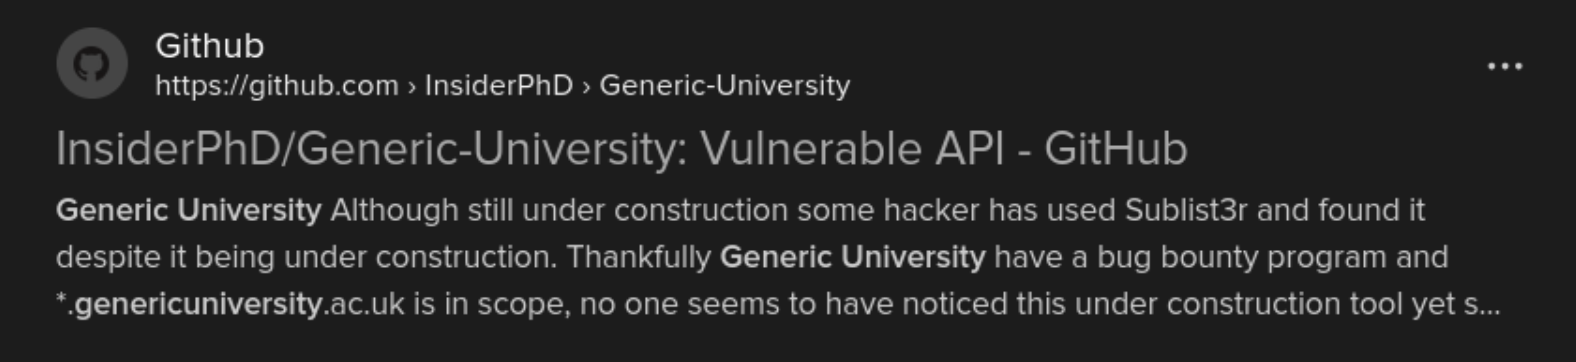 Github
https://github.com › InsiderPhD › Generic-University
InsiderPhD/Generic-University: Vulnerable API - GitHub
Generic University Although still under construction some hacker has used Sublist3r and found it
despite it being under construction. Thankfully Generic University have a bug bounty program and
*.genericuniversity.ac.uk is in scope, no one seems to have noticed this under construction tool yet s...